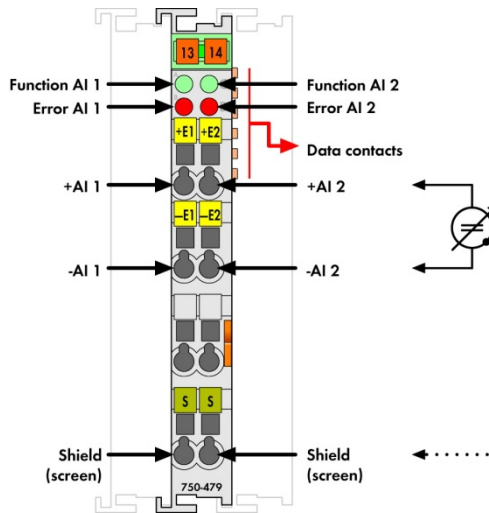 13 14
Function AI 1
Function AI 2
Error AI 1
Error AI 2
+E1 +E2
Data contacts
+AI 1
+AI 2
–E1 –E2
-AI 1
-AI 2
S S
Shield
(screen)
Shield
(screen)
750-479